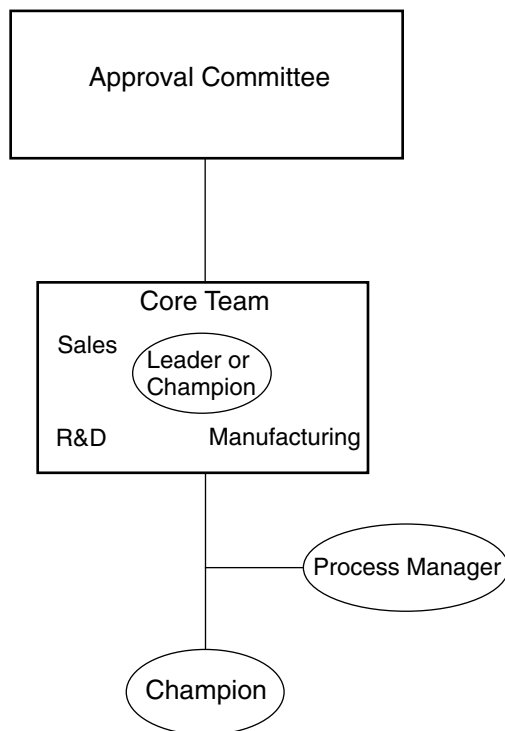 Approval Committee
Core Team
Sales
Leader or
Champion
R&D
Manufacturing
Process Manager
Champion